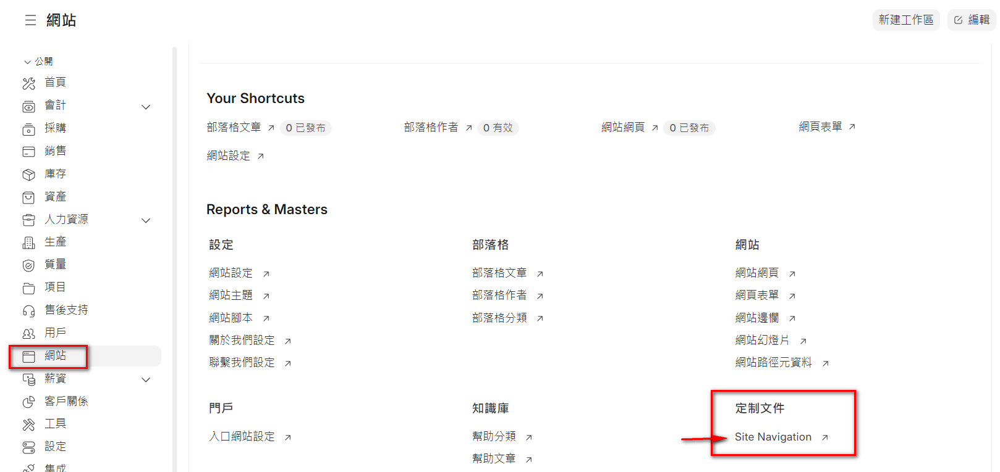 網站
新建工作區
編輯
公開
首頁
會計
採購
銷售
庫存
資產
人力資源
生產
質量
項目
售後支持
用戶
網站
薪資
客戶關係
工具
設定
集成
Your Shortcuts
部落格文章 0 已發布
部落格作者 0 有效
網站網頁 0 已發布
網頁表單
網站設定
Reports & Masters
設定
網站設定
網站主題
網站腳本
關於我們設定
聯繫我們設定
部落格
部落格文章
部落格作者
部落格分類
網站
網站網頁
網頁表單
網站邊欄
網站幻燈片
網站路徑元資料
門戶
入口網站設定
知識庫
幫助分類
幫助文章
定制文件
Site Navigation